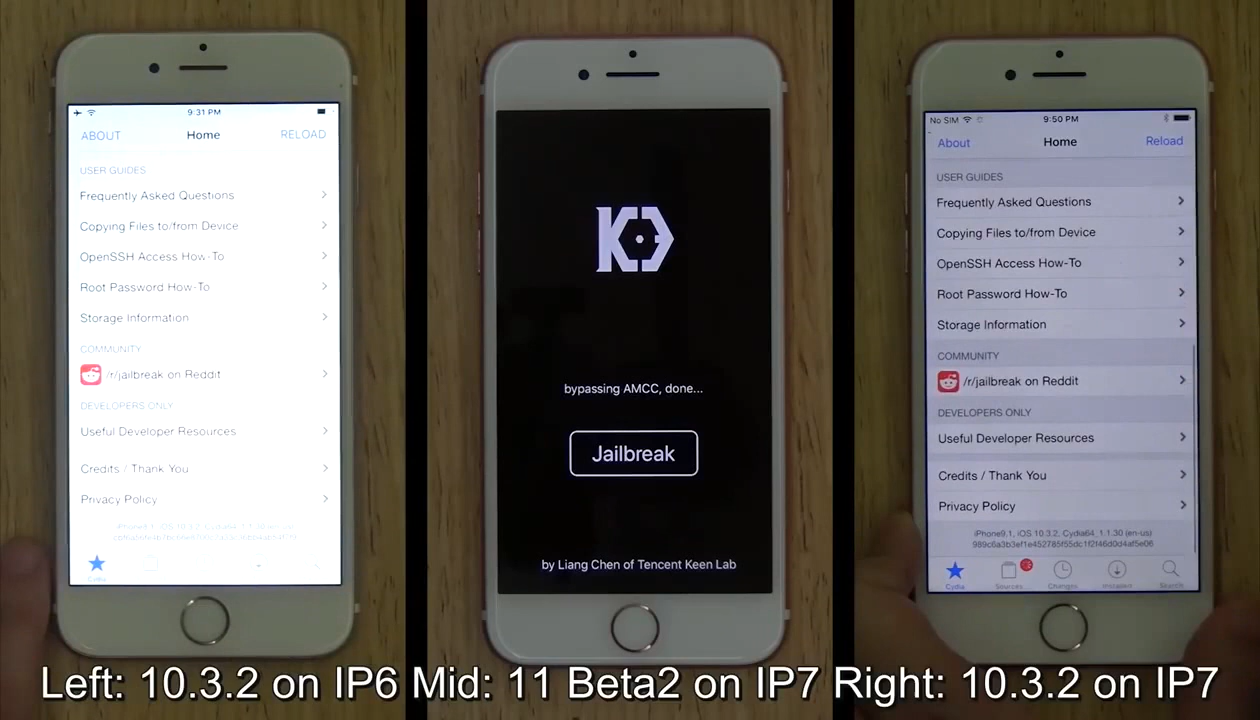 9:31 PM
ABOUT Home RELOAD
USER GUIDES
Frequently Asked Questions
Copying Files to/from Device
OpenSSH Access How-To
Root Password How-To
Storage Information
COMMUNITY
/r/jailbreak on Reddit
DEVELOPERS ONLY
Useful Developer Resources
Credits / Thank You
Privacy Policy
Cydia
bypassing AMCC, done...
Jailbreak
by Liang Chen of Tencent Keen Lab
No SIM 9:50 PM
About Home Reload
USER GUIDES
Frequently Asked Questions
Copying Files to/from Device
OpenSSH Access How-To
Root Password How-To
Storage Information
COMMUNITY
/r/jailbreak on Reddit
DEVELOPERS ONLY
Useful Developer Resources
Credits / Thank You
Privacy Policy
iPhone9,1, iOS 10.3.2, Cydia64_1.1.30 (en-us)
Cydia Sources Changes Installed Search
Left: 10.3.2 on IP6 Mid: 11 Beta2 on IP7 Right: 10.3.2 on IP7